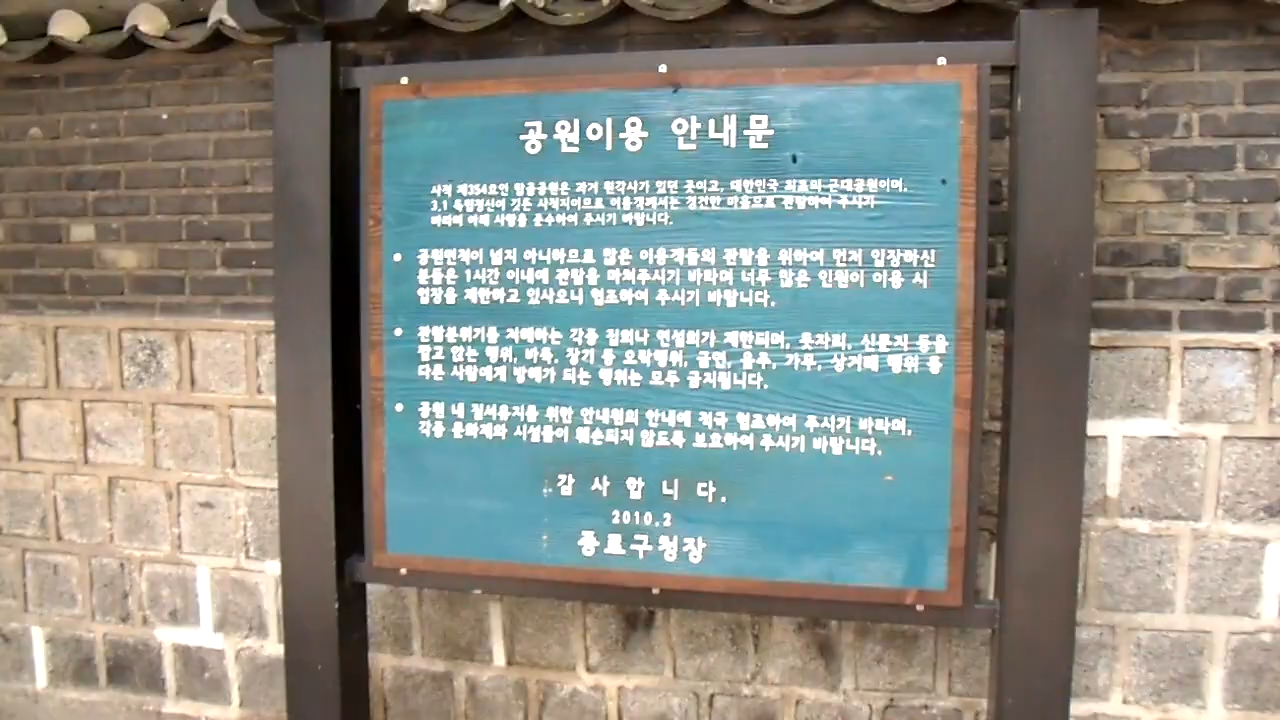 공원이용 안내문
사적 제354호인 탑골공원은 과거 원각사가 있던 곳이고, 대한민국 최초의 근대공원이며,
3.1 독립정신이 깃든 사적지이므로 이용객께서는 경건한 마음으로 관람하여 주시기
바라며 아래 사항을 준수하여 주시기 바랍니다.
• 공원면적이 넓지 아니하므로 많은 이용객들의 관람을 위하여 먼저 입장하신
분들은 1시간 이내에 관람을 마쳐주시기 바라며 너무 많은 인원이 이용 시
입장을 제한하고 있사오니 협조하여 주시기 바랍니다.
• 관람분위기를 저해하는 각종 집회나 연설회가 제한되며, 돗자리, 신문지 등을
깔고 앉는 행위, 바둑, 장기 등 오락행위, 흡연, 음주, 가무, 상거래 행위 등
다른 사람에게 방해가 되는 행위는 모두 금지됩니다.
• 공원 내 질서유지를 위한 안내원의 안내에 적극 협조하여 주시기 바라며,
각종 문화재와 시설물이 훼손되지 않도록 보호하여 주시기 바랍니다.
감 사 합 니 다.
2010.2
종로구청장